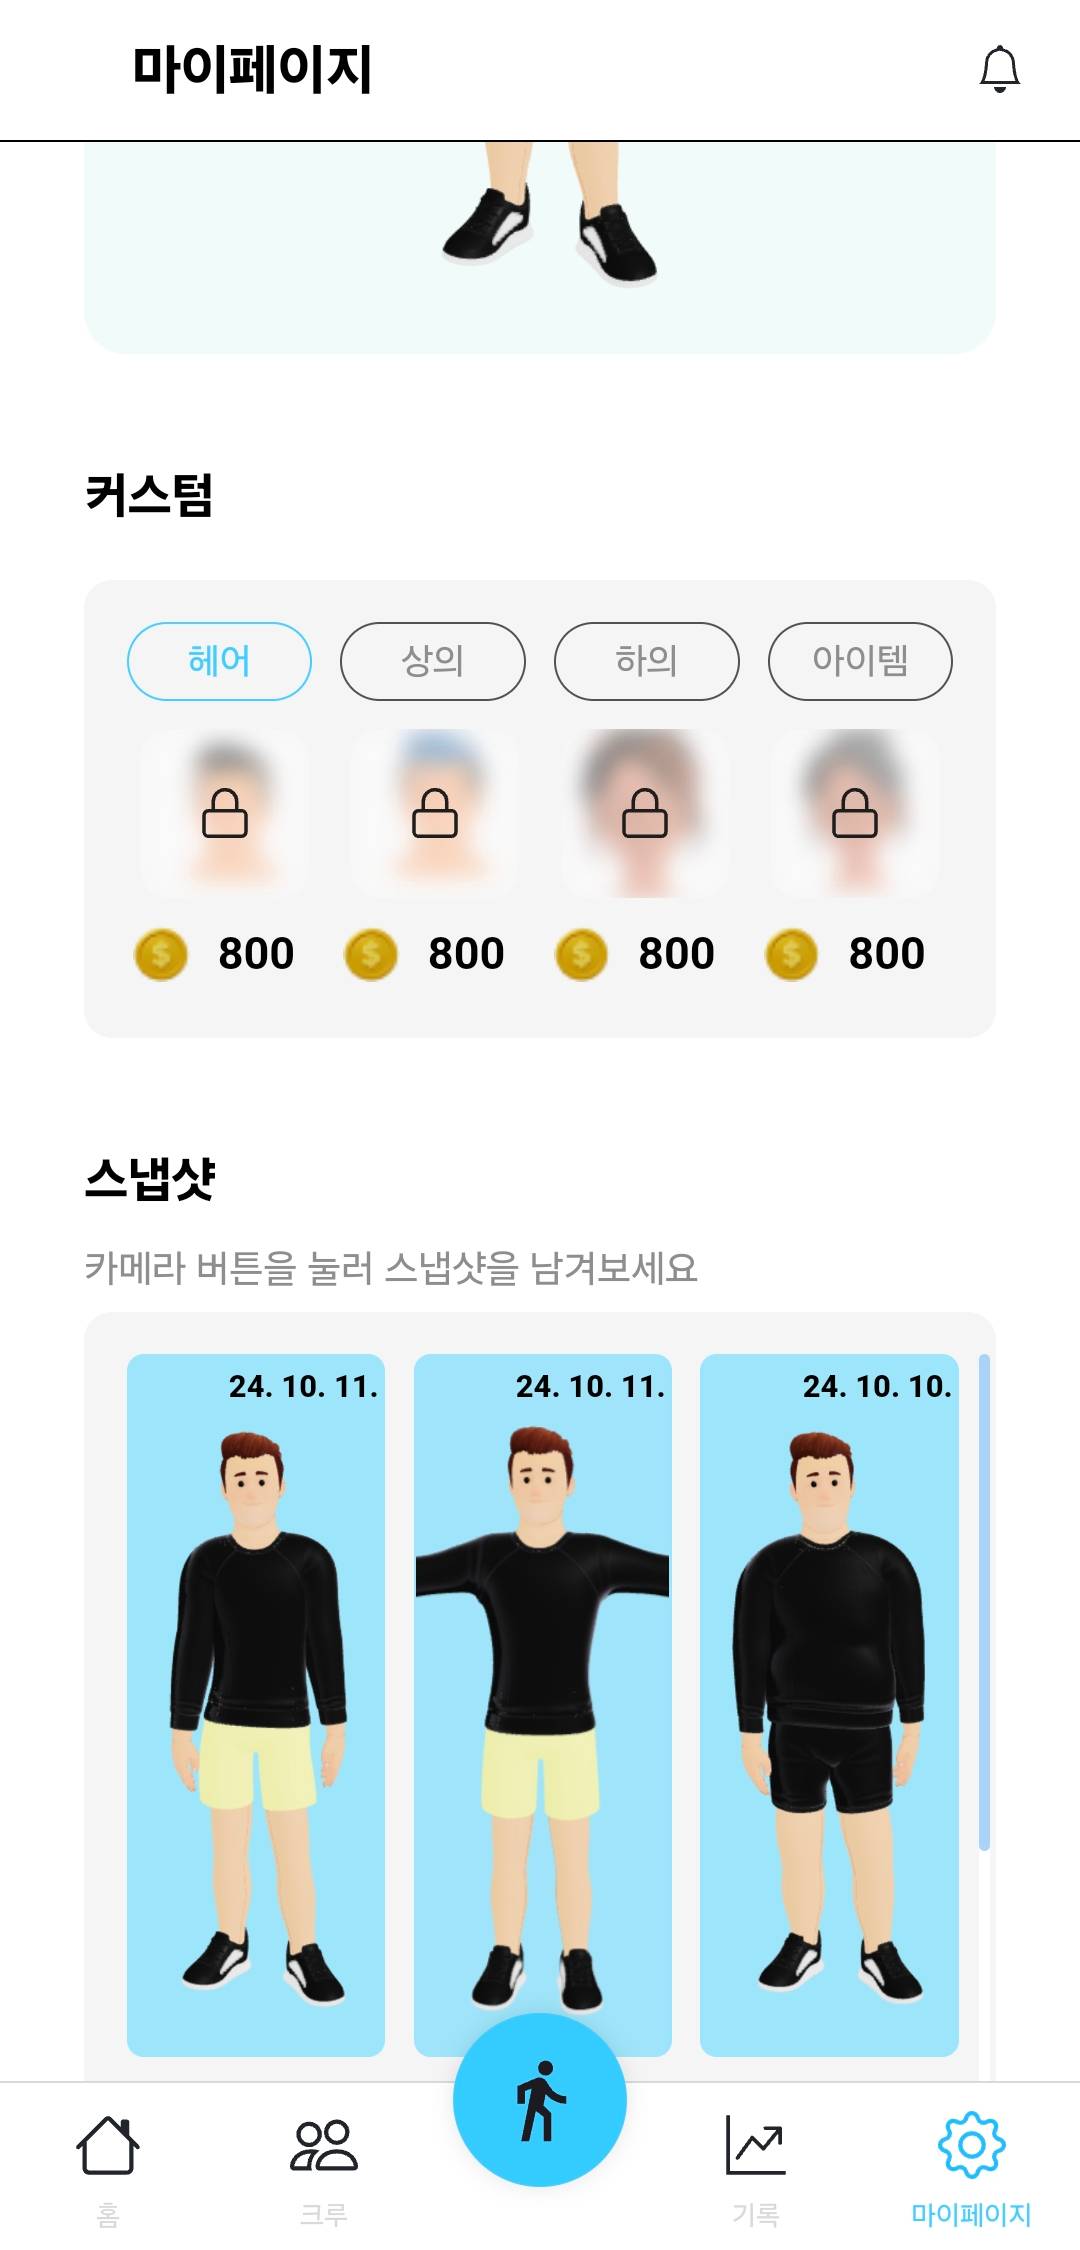 마이페이지
커스텀
헤어 상의 하의 아이템
$ 800 $ 800 $ 800 $ 800
스냅샷
카메라 버튼을 눌러 스냅샷을 남겨보세요
24. 10. 11. 24. 10. 11. 24. 10. 10.
홈 크루 기록 마이페이지